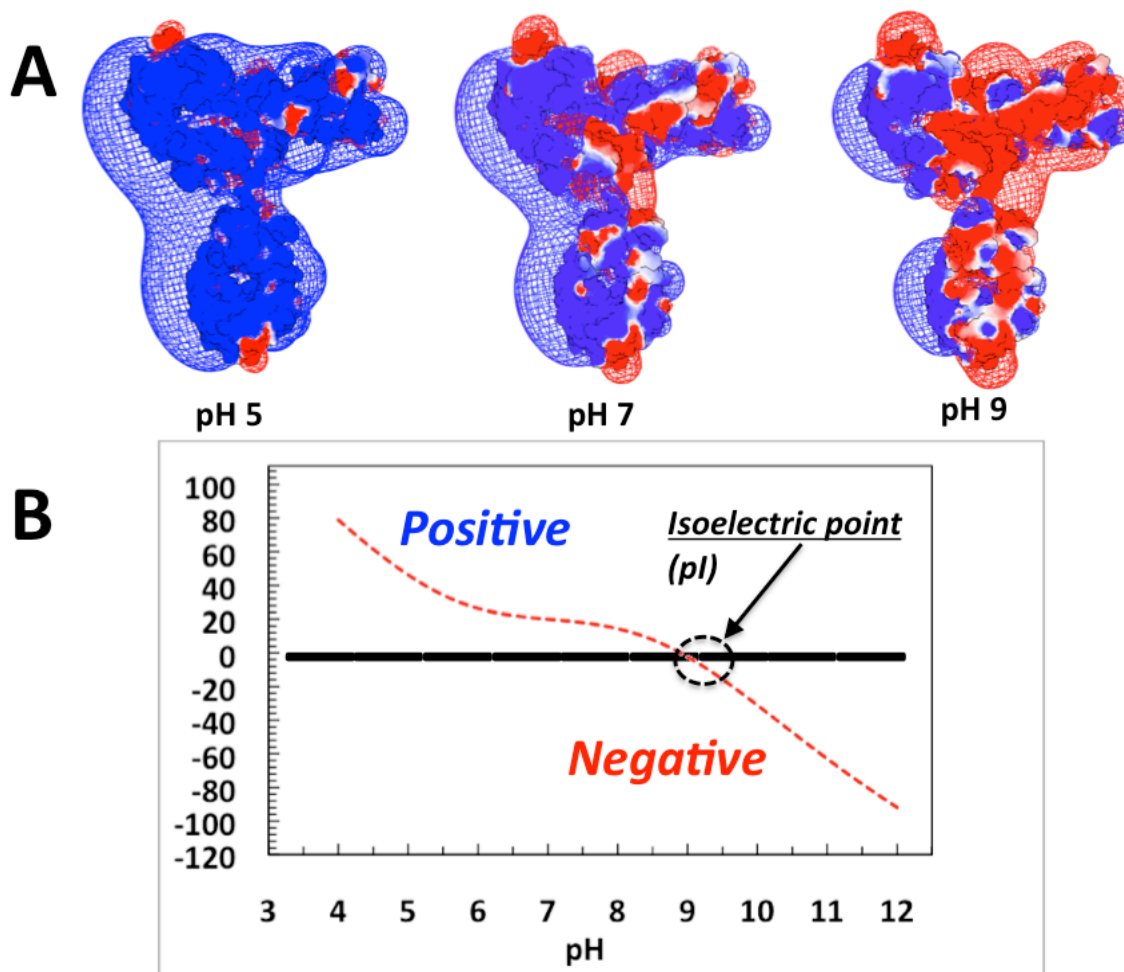 A
pH 5
pH 7
pH 9
B
100
80
60
40
20
0
-20
-40
-60
-80
-100
-120
Positive
Isoelectric point
(pI)
Negative
3 4 5 6 7 8 9 10 11 12
pH